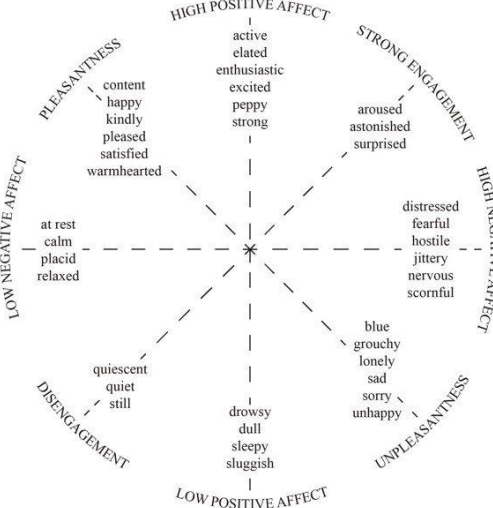 HIGH POSITIVE AFFECT
active
elated
enthusiastic
excited
peppy
strong
STRONG ENGAGEMENT
aroused
astonished
surprised
HIGH NEGATIVE AFFECT
distressed
fearful
hostile
jittery
nervous
scornful
UNPLEASANTNESS
blue
grouchy
lonely
sad
sorry
unhappy
LOW POSITIVE AFFECT
drowsy
dull
sleepy
sluggish
DISENGAGEMENT
quiescent
quiet
still
LOW NEGATIVE AFFECT
at rest
calm
placid
relaxed
PLEASANTNESS
content
happy
kindly
pleased
satisfied
warmhearted